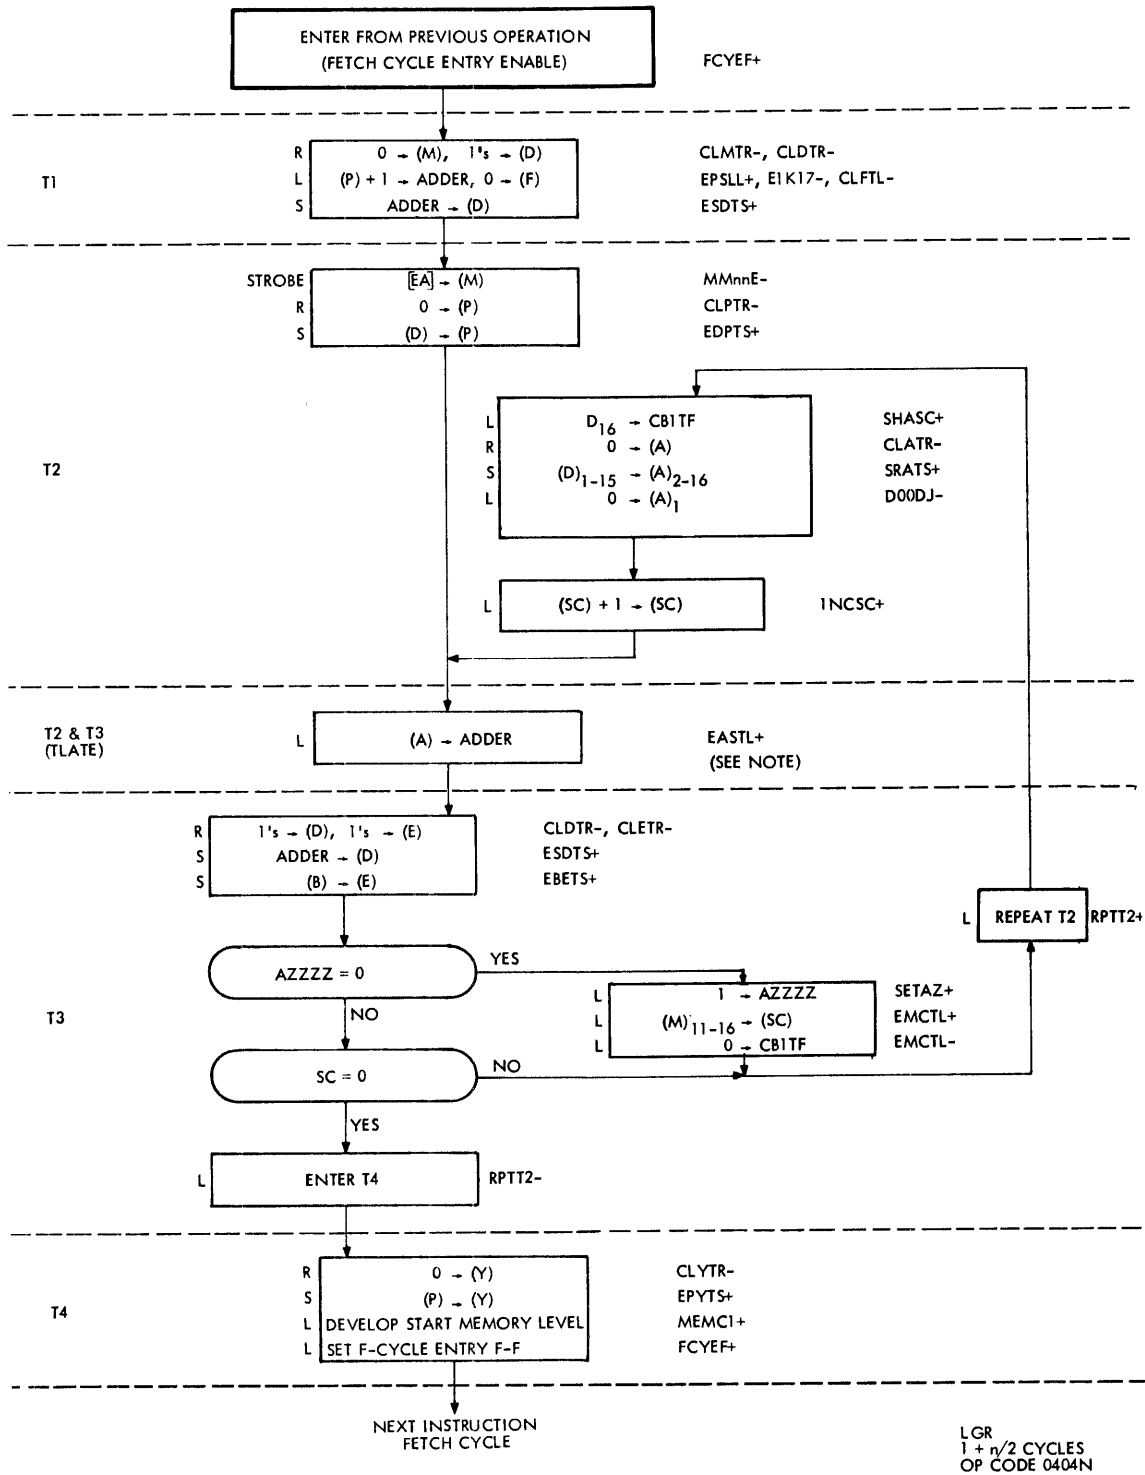 ENTER FROM PREVIOUS OPERATION
(FETCH CYCLE ENTRY ENABLE)
FCYEF+
T1
R 0 → (M), 1's → (D) CLMTR-, CLDTR-
L (P) + 1 → ADDER, 0 → (F) EPSLL+, E1K17-, CLFTL-
S ADDER → (D) ESDTS+
STROBE [EA] → (M) MMnnE-
R 0 → (P) CLPTR-
S (D) → (P) EDPTS+
T2
L D16 → CB1TF SHASC+
R 0 → (A) CLATR-
S (D)1-15 → (A)2-16 SRATS+
L 0 → (A)1 D00DJ-
L (SC) + 1 → (SC) 1NCSC+
T2 & T3
(TLATE)
L (A) → ADDER EASTL+
(SEE NOTE)
R 1's → (D), 1's → (E) CLDTR-, CLETR-
S ADDER → (D) ESDTS+
S (B) → (E) EBETS+
L REPEAT T2 RPTT2+
AZZZZ = 0 YES
NO
T3
L 1 → AZZZZ SETAZ+
L (M)11-16 → (SC) EMCTL+
L 0 → CB1TF EMCTL-
SC = 0 NO
YES
L ENTER T4 RPTT2-
T4
R 0 → (Y) CLYTR-
S (P) → (Y) EPYTS+
L DEVELOP START MEMORY LEVEL MEMC1+
L SET F-CYCLE ENTRY F-F FCYEF+
NEXT INSTRUCTION
FETCH CYCLE
LGR
1 + n/2 CYCLES
OP CODE 0404N